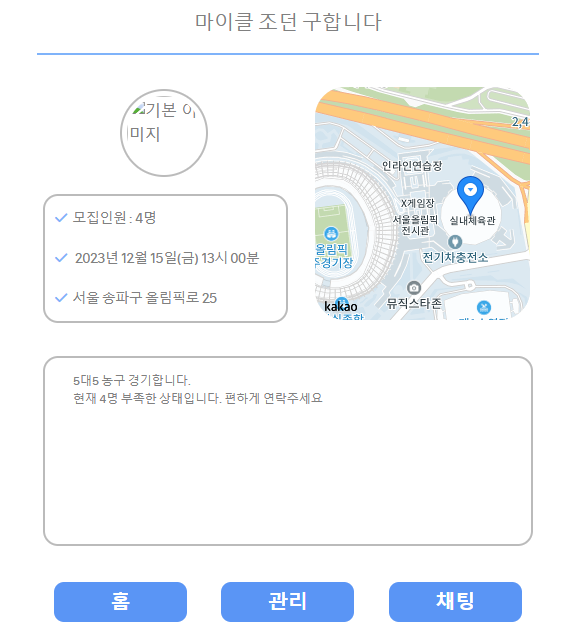 마이클 조던 구합니다
기본 이
미지
모집인원 : 4명
2023년 12월 15일(금) 13시 00분
서울 송파구 올림픽로 25
2,4
인라인연습장
X게임장
서울올림픽
전시관
실내체육관
올림픽
주경기장
전기차충전소
뮤직스타존
kakao
5대5 농구 경기합니다.
현재 4명 부족한 상태입니다. 편하게 연락주세요
홈
관리
채팅